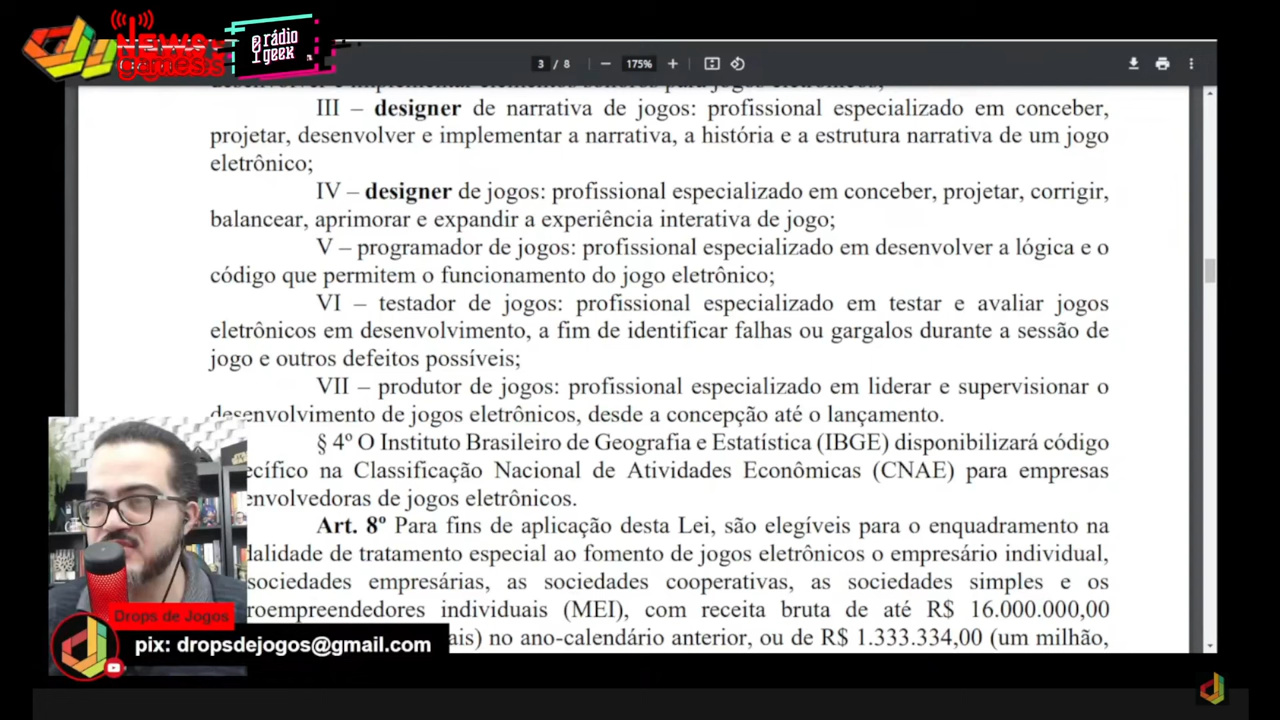 NEWS
games
rádio
geek
3 / 8
175%
desenvolver e implementar elementos sonoros para jogos eletrônicos;
III – designer de narrativa de jogos: profissional especializado em conceber,
projetar, desenvolver e implementar a narrativa, a história e a estrutura narrativa de um jogo
eletrônico;
IV – designer de jogos: profissional especializado em conceber, projetar, corrigir,
balancear, aprimorar e expandir a experiência interativa de jogo;
V – programador de jogos: profissional especializado em desenvolver a lógica e o
código que permitem o funcionamento do jogo eletrônico;
VI – testador de jogos: profissional especializado em testar e avaliar jogos
eletrônicos em desenvolvimento, a fim de identificar falhas ou gargalos durante a sessão de
jogo e outros defeitos possíveis;
VII – produtor de jogos: profissional especializado em liderar e supervisionar o
desenvolvimento de jogos eletrônicos, desde a concepção até o lançamento.
§ 4º O Instituto Brasileiro de Geografia e Estatística (IBGE) disponibilizará código
ecífico na Classificação Nacional de Atividades Econômicas (CNAE) para empresas
envolvedoras de jogos eletrônicos.
Art. 8º Para fins de aplicação desta Lei, são elegíveis para o enquadramento na
dalidade de tratamento especial ao fomento de jogos eletrônicos o empresário individual,
sociedades empresárias, as sociedades cooperativas, as sociedades simples e os
roempreendedores individuais (MEI), com receita bruta de até R$ 16.000.000,00
ais) no ano-calendário anterior, ou de R$ 1.333.334,00 (um milhão,
Drops de Jogos
pix: dropsdejogos@gmail.com